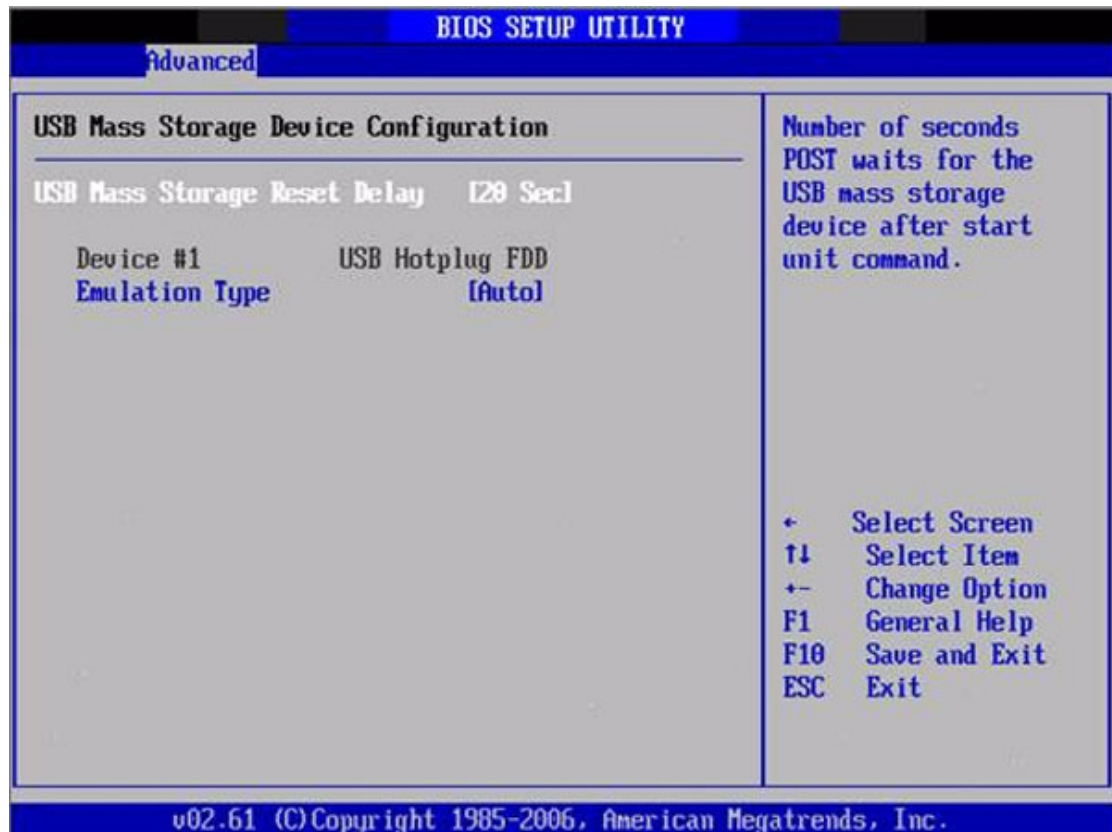 BIOS SETUP UTILITY
Advanced
USB Mass Storage Device Configuration
USB Mass Storage Reset Delay [20 Sec]
Device #1 USB Hotplug FDD
Emulation Type [Auto]
Number of seconds
POST waits for the
USB mass storage
device after start
unit command.
← Select Screen
↑↓ Select Item
+- Change Option
F1 General Help
F10 Save and Exit
ESC Exit
v02.61 (C)Copyright 1985-2006, American Megatrends, Inc.